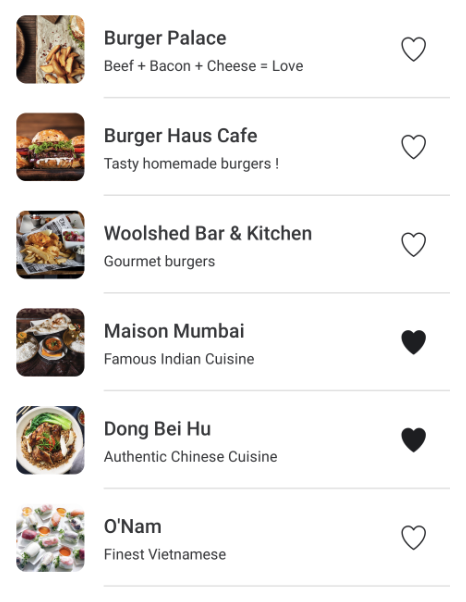 Burger Palace
Beef + Bacon + Cheese = Love
Burger Haus Cafe
Tasty homemade burgers !
Woolshed Bar & Kitchen
Gourmet burgers
Maison Mumbai
Famous Indian Cuisine
Dong Bei Hu
Authentic Chinese Cuisine
O'Nam
Finest Vietnamese